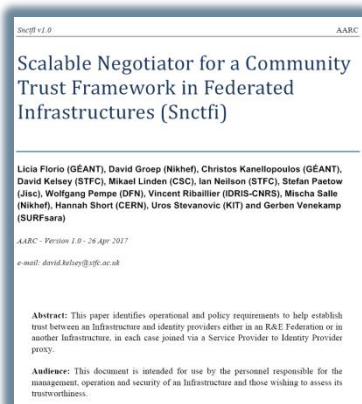 Snctfi v1.0 AARC
Scalable Negotiator for a Community
Trust Framework in Federated
Infrastructures (Snctfi)
Licia Florio (GÉANT), David Groep (Nikhef), Christos Kanellopoulos (GÉANT),
David Kelsey (STFC), Mikael Linden (CSC), Ian Neilson (STFC), Stefan Paetow
(Jisc), Wolfgang Pempe (DFN), Vincent Ribaillier (IDRIS-CNRS), Mischa Salle
(Nikhef), Hannah Short (CERN), Uros Stevanovic (KIT) and Gerben Venekamp
(SURFsara)
AARC - Version 1.0 - 26 Apr 2017
e-mail: david.kelsey@stfc.ac.uk
Abstract: This paper identifies operational and policy requirements to help establish
trust between an Infrastructure and identity providers either in an R&E Federation or in
another Infrastructure, in each case joined via a Service Provider to Identity Provider
proxy.
Audience: This document is intended for use by the personnel responsible for the
management, operation and security of an Infrastructure and those wishing to assess its
trustworthiness.